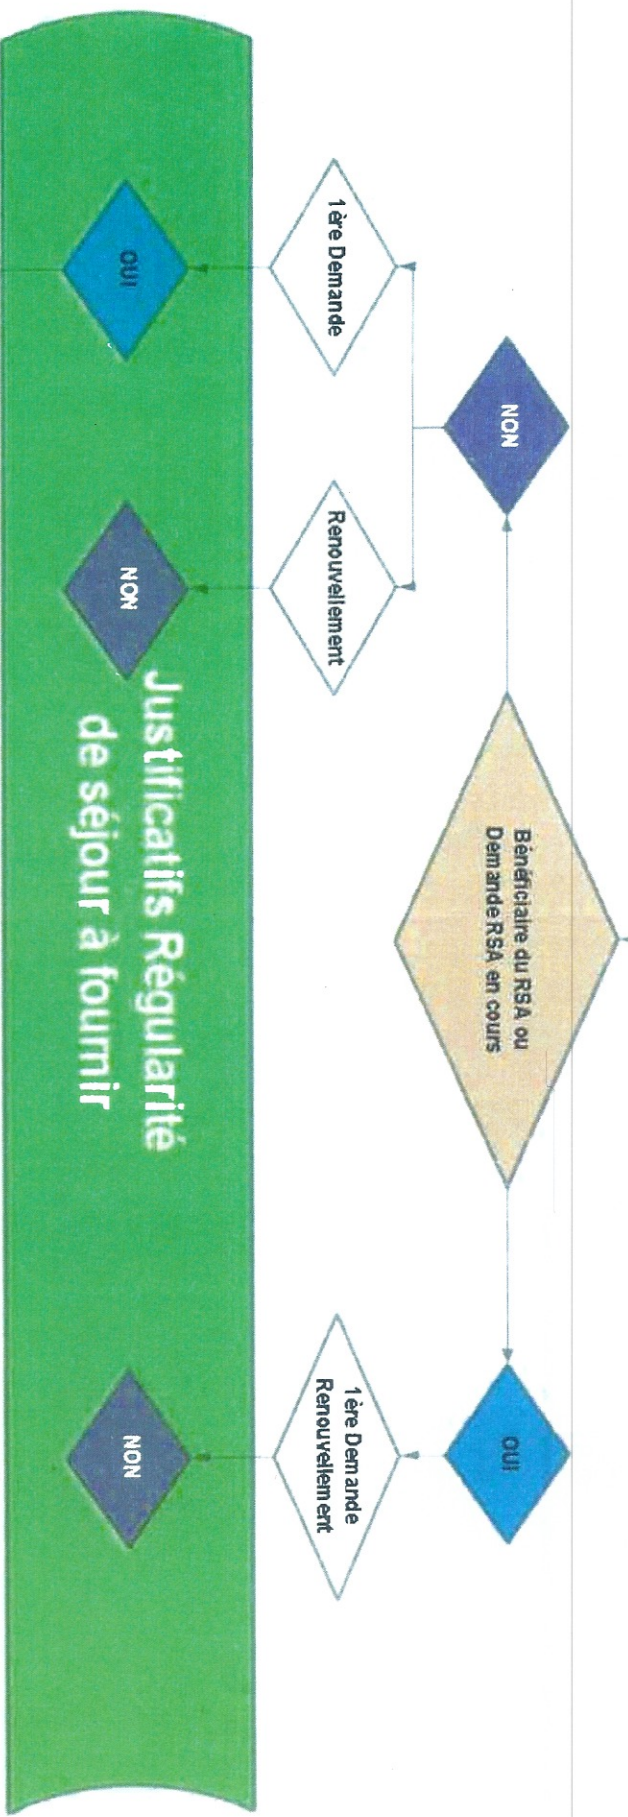 Bénéficiaire du RSA ou
Demande RSA en cours
NON
OUI
1ère Demande
Renouvellement
1ère Demande
Renouvellement
OUI
NON
Justificatifs Régularité
de séjour à fournir
NON